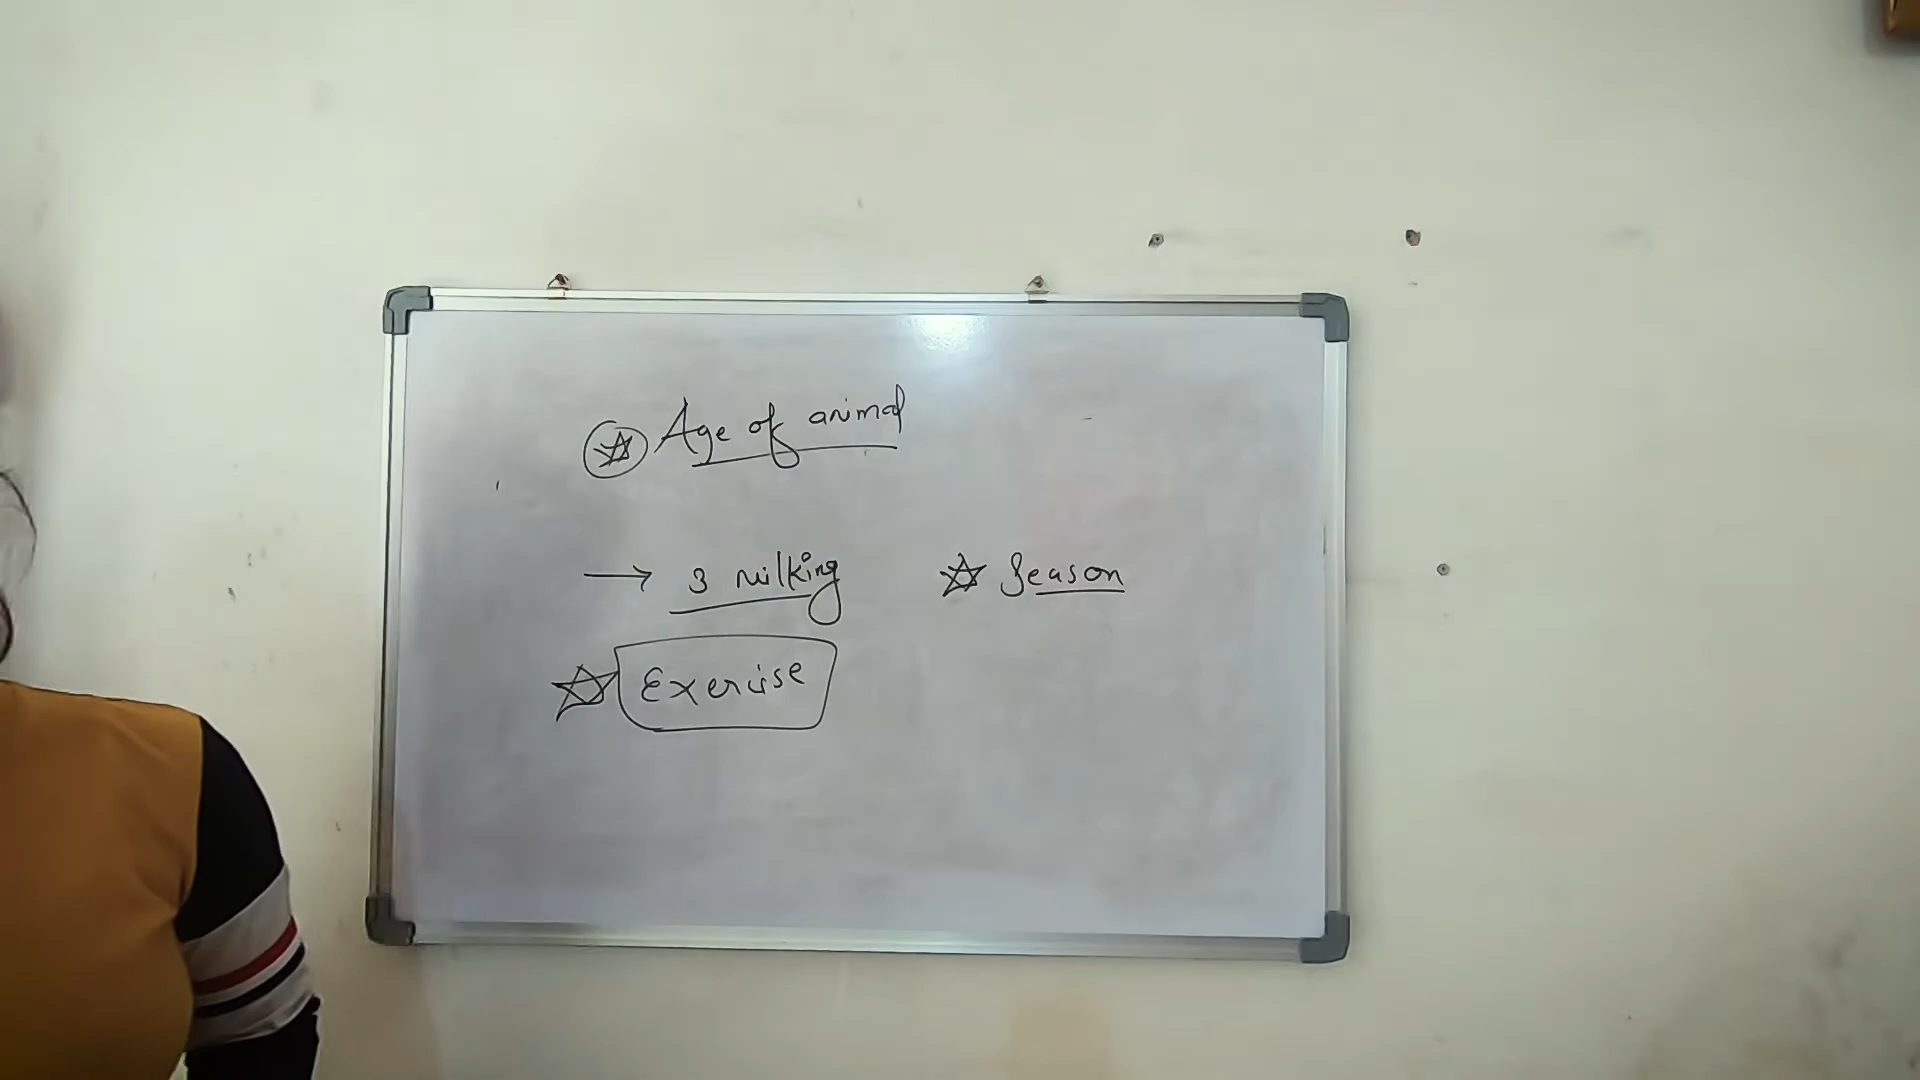 Age of animal
→ 3 milking
☆ Season
☆ Exercise